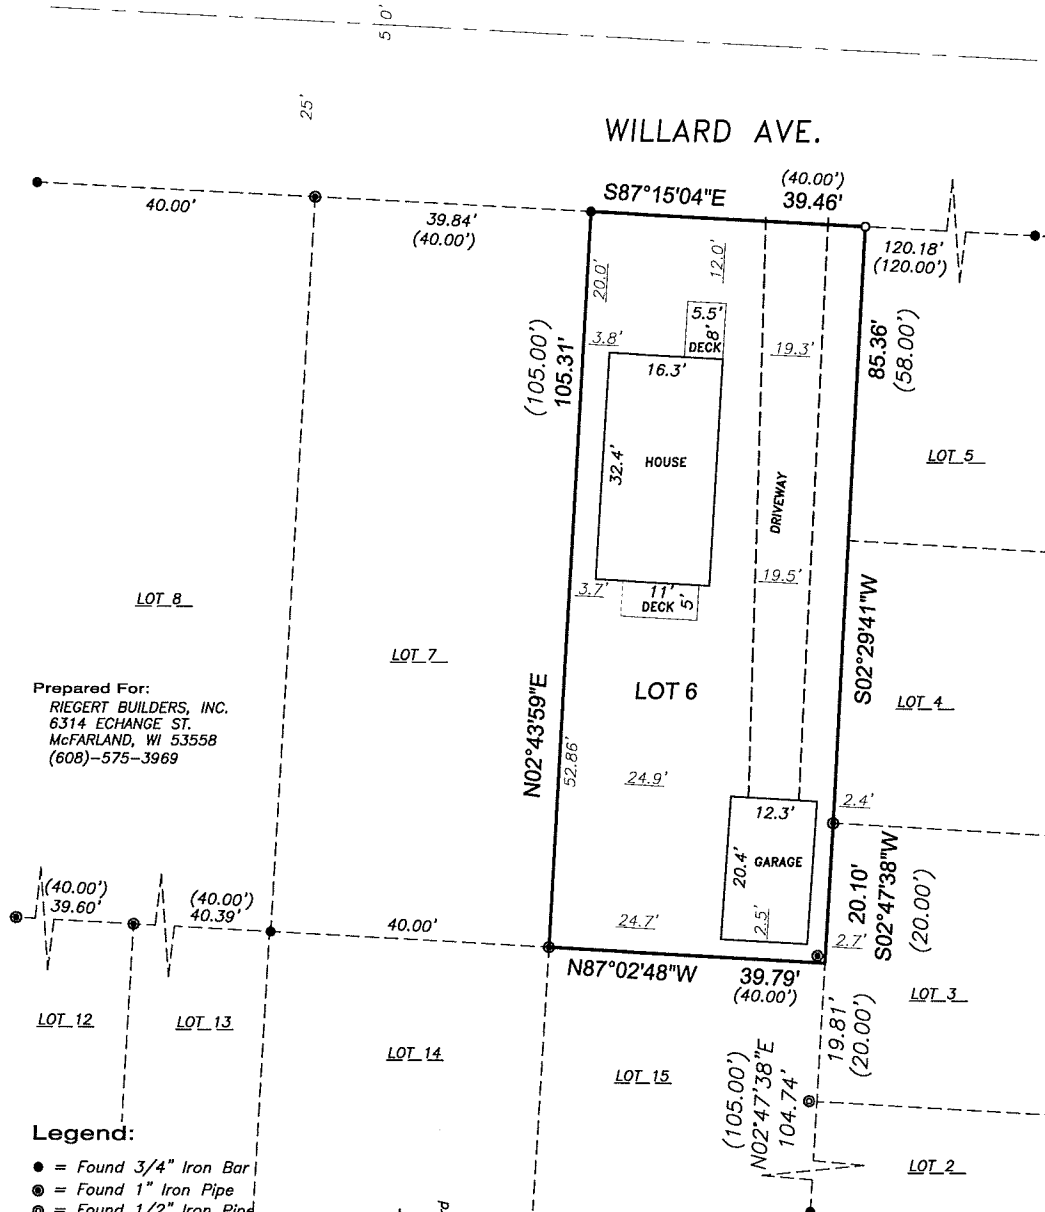 5 0'
25'
WILLARD AVE.
(40.00')
S87°15'04"E
39.46'
40.00'
39.84'
(40.00')
120.18'
(120.00')
20.0'
12.0'
5.5'
8'
DECK
3.8'
19.3'
(105.00')
105.31'
85.36'
(58.00')
16.3'
32.4'
HOUSE
DRIVEWAY
LOT 5
3.7'
11'
DECK
5'
19.5'
S02°29'41"W
LOT 8
LOT 7
LOT 6
LOT 4
Prepared For:
RIEGERT BUILDERS, INC.
6314 ECHANGE ST.
McFARLAND, WI 53558
(608)-575-3969
N02°43'59"E
52.86'
24.9'
12.3'
2.4'
20.4'
GARAGE
20.10'
S02°47'38"W
(20.00')
(40.00')
39.60'
(40.00')
40.39'
40.00'
24.7'
2.5'
2.7'
N87°02'48"W
39.79'
(40.00')
LOT 3
LOT 12
LOT 13
LOT 14
LOT 15
19.81'
(20.00')
(105.00')
N02°47'38"E
104.74'
LOT 2
Legend:
= Found 3/4" Iron Bar
= Found 1" Iron Pipe
= Found 1/2" Iron Pipe